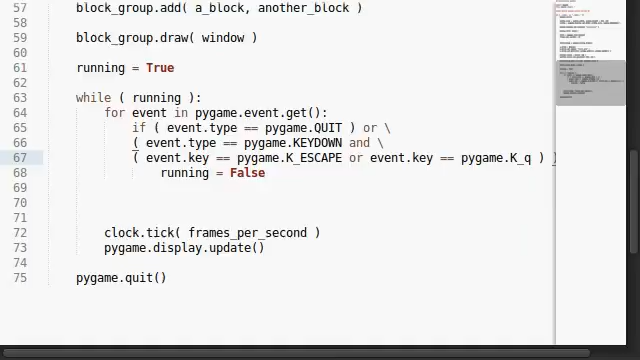 57 block_group.add( a_block, another_block )
58
59 block_group.draw( window )
60
61 running = True
62
63 while ( running ):
64 for event in pygame.event.get():
65 if ( event.type == pygame.QUIT ) or \
66 ( event.type == pygame.KEYDOWN and \
67 ( event.key == pygame.K_ESCAPE or event.key == pygame.K_q ) )
68 running = False
69
70
71
72 clock.tick( frames_per_second )
73 pygame.display.update()
74
75 pygame.quit()